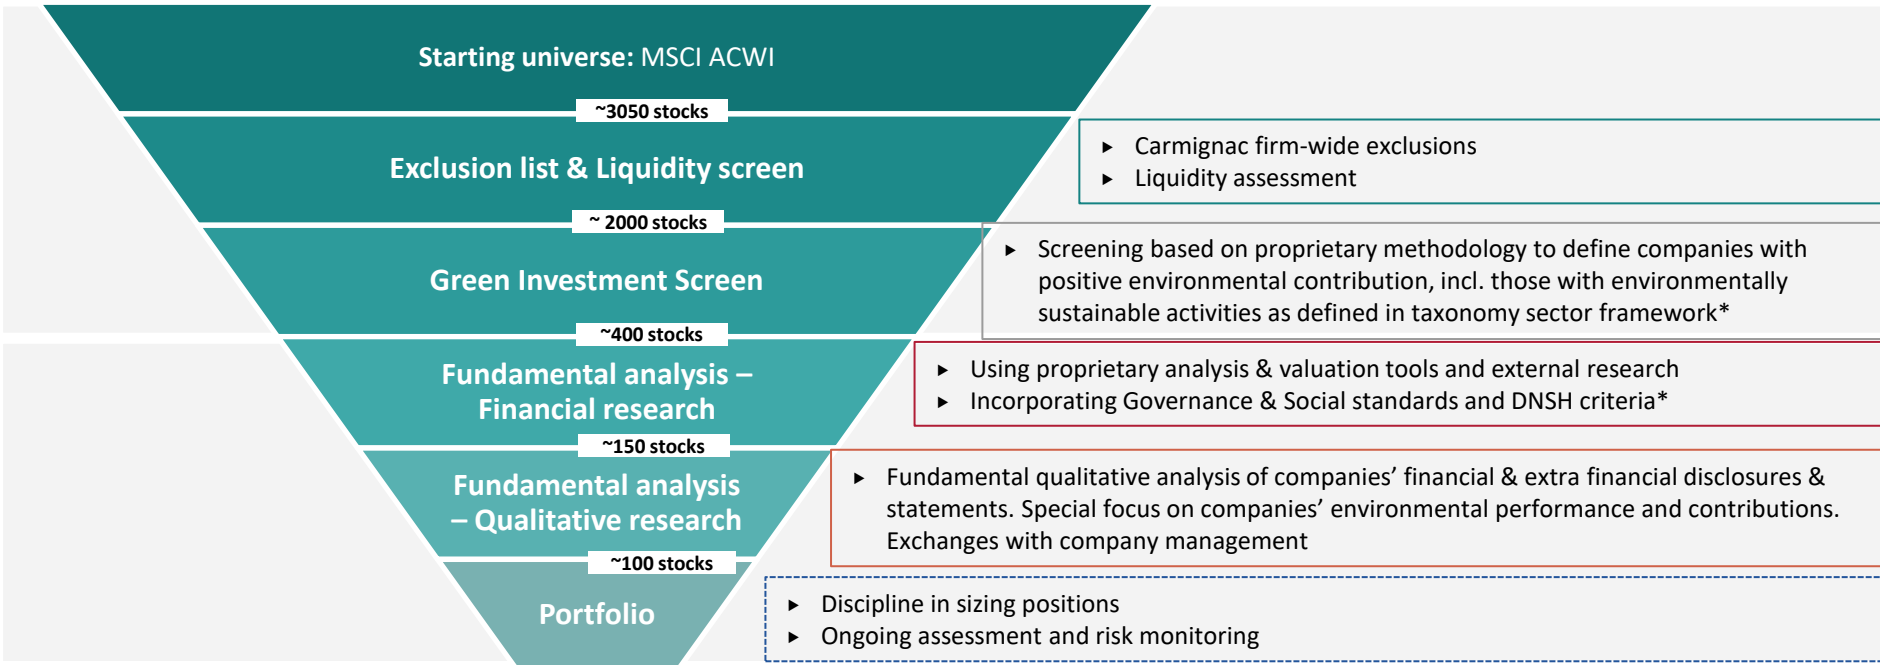 Starting universe: MSCI ACWI
~3050 stocks
Exclusion list & Liquidity screen
► Carmignac firm-wide exclusions
► Liquidity assessment
~ 2000 stocks
Green Investment Screen
► Screening based on proprietary methodology to define companies with
positive environmental contribution, incl. those with environmentally
sustainable activities as defined in taxonomy sector framework*
~400 stocks
Fundamental analysis –
Financial research
► Using proprietary analysis & valuation tools and external research
► Incorporating Governance & Social standards and DNSH criteria*
~150 stocks
Fundamental analysis
– Qualitative research
► Fundamental qualitative analysis of companies’ financial & extra financial disclosures &
statements. Special focus on companies’ environmental performance and contributions.
Exchanges with company management
~100 stocks
Portfolio
► Discipline in sizing positions
► Ongoing assessment and risk monitoring